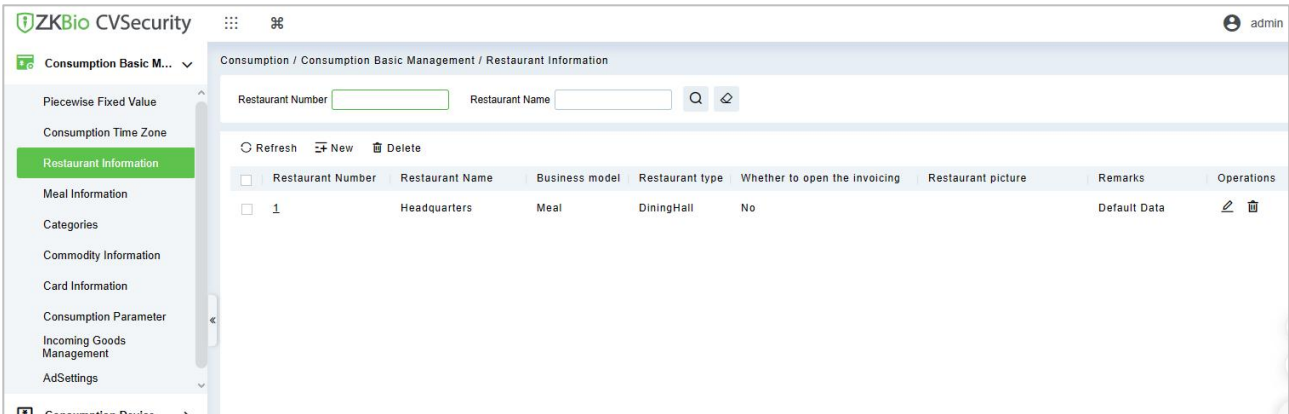 ZKBio CVSecurity
admin
Consumption Basic M...
Consumption / Consumption Basic Management / Restaurant Information
Piecewise Fixed Value
Consumption Time Zone
Restaurant Information
Meal Information
Categories
Commodity Information
Card Information
Consumption Parameter
Incoming Goods
Management
AdSettings
Restaurant Number Restaurant Name
Refresh New Delete
Restaurant Number Restaurant Name Business model Restaurant type Whether to open the invoicing Restaurant picture Remarks Operations
1 Headquarters Meal DiningHall No Default Data